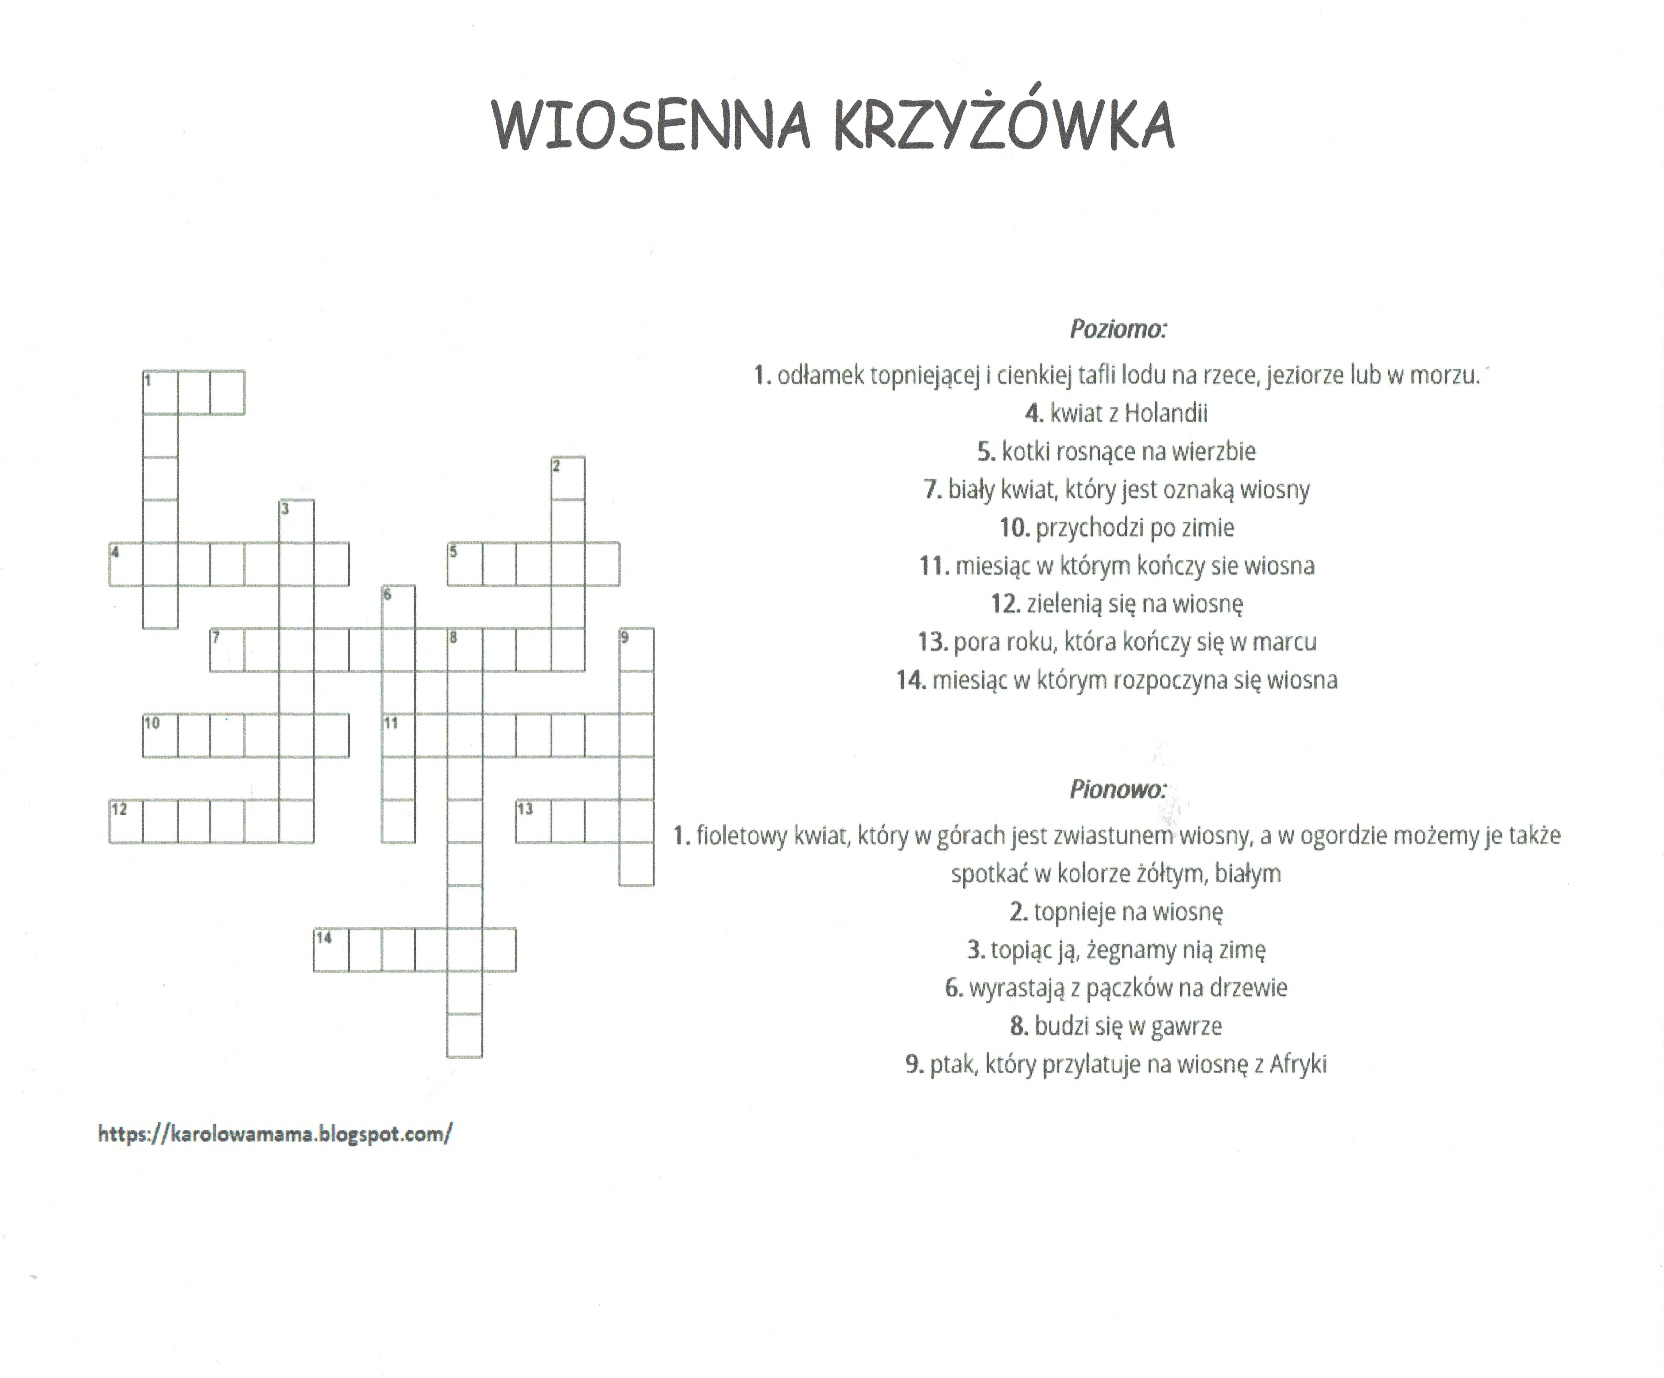 WIOSENNA KRZYŻÓWKA
Poziomo:
1. odłamek topniejącej i cienkiej tafli lodu na rzece, jeziorze lub w morzu.
4. kwiat z Holandii
5. kotki rosnące na wierzbie
7. biały kwiat, który jest oznaką wiosny
10. przychodzi po zimie
11. miesiąc w którym kończy sie wiosna
12. zielenią się na wiosnę
13. pora roku, która kończy się w marcu
14. miesiąc w którym rozpoczyna się wiosna
Pionowo:
1. fioletowy kwiat, który w górach jest zwiastunem wiosny, a w ogordzie możemy je także
spotkać w kolorze żółtym, białym
2. topnieje na wiosnę
3. topiąc ją, żegnamy nią zimę
6. wyrastają z pączków na drzewie
8. budzi się w gawrze
9. ptak, który przylatuje na wiosnę z Afryki
1
2
3
4
5
6
7
8
9
10
11
12
13
14
https://karolowamama.blogspot.com/